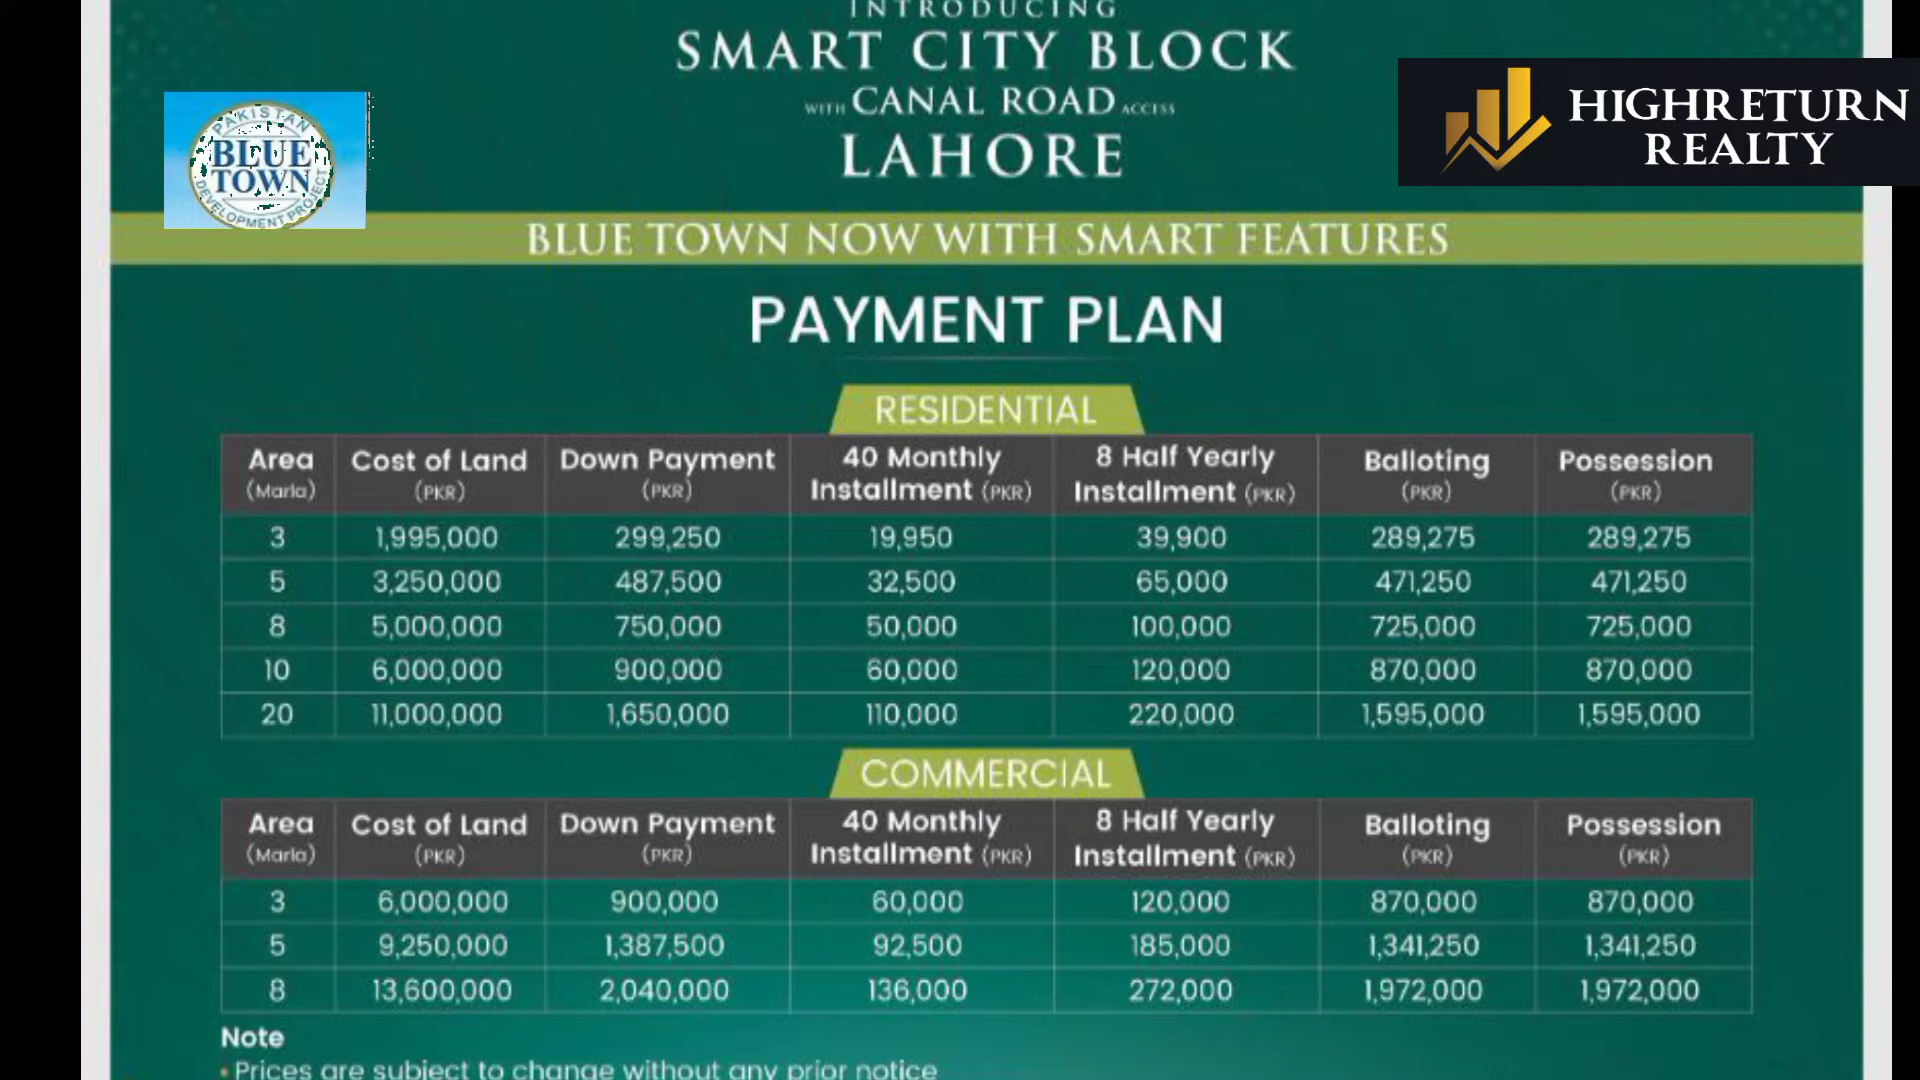 INTRODUCING
SMART CITY BLOCK
WITH CANAL ROAD ACCESS
LAHORE
PAKISTAN
BLUE
TOWN
DEVELOPMENT PROJECT
HIGHRETURN
REALTY
BLUE TOWN NOW WITH SMART FEATURES
PAYMENT PLAN
RESIDENTIAL
Area (Marla) Cost of Land (PKR) Down Payment (PKR) 40 Monthly Installment (PKR) 8 Half Yearly Installment (PKR) Balloting (PKR) Possession (PKR)
3 1,995,000 299,250 19,950 39,900 289,275 289,275
5 3,250,000 487,500 32,500 65,000 471,250 471,250
8 5,000,000 750,000 50,000 100,000 725,000 725,000
10 6,000,000 900,000 60,000 120,000 870,000 870,000
20 11,000,000 1,650,000 110,000 220,000 1,595,000 1,595,000
COMMERCIAL
Area (Marla) Cost of Land (PKR) Down Payment (PKR) 40 Monthly Installment (PKR) 8 Half Yearly Installment (PKR) Balloting (PKR) Possession (PKR)
3 6,000,000 900,000 60,000 120,000 870,000 870,000
5 9,250,000 1,387,500 92,500 185,000 1,341,250 1,341,250
8 13,600,000 2,040,000 136,000 272,000 1,972,000 1,972,000
Note
• Prices are subject to change without any prior notice